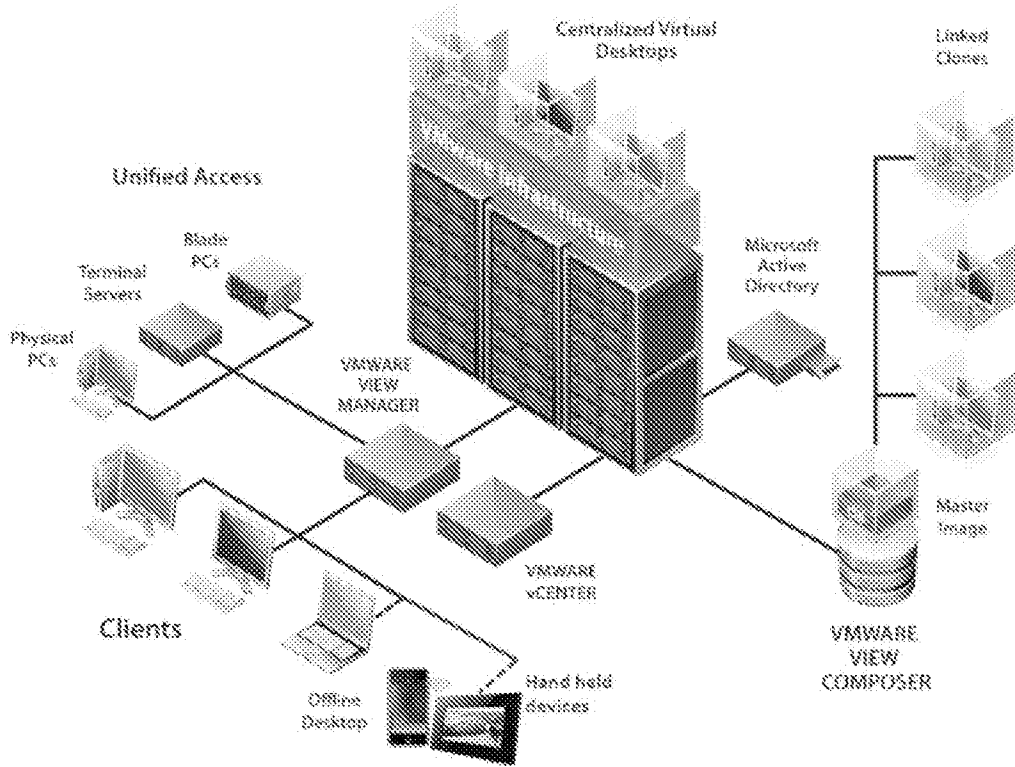 Centralized Virtual
Desktops
Linked
Clones
Unified Access
Blade
PCs
Terminal
Servers
Physical
PCs
VMWARE
VIEW
MANAGER
Microsoft
Active
Directory
Master
Image
VMWARE
vCENTER
Clients
Offline
Desktop
Hand held
devices
VMWARE
VIEW
COMPOSER